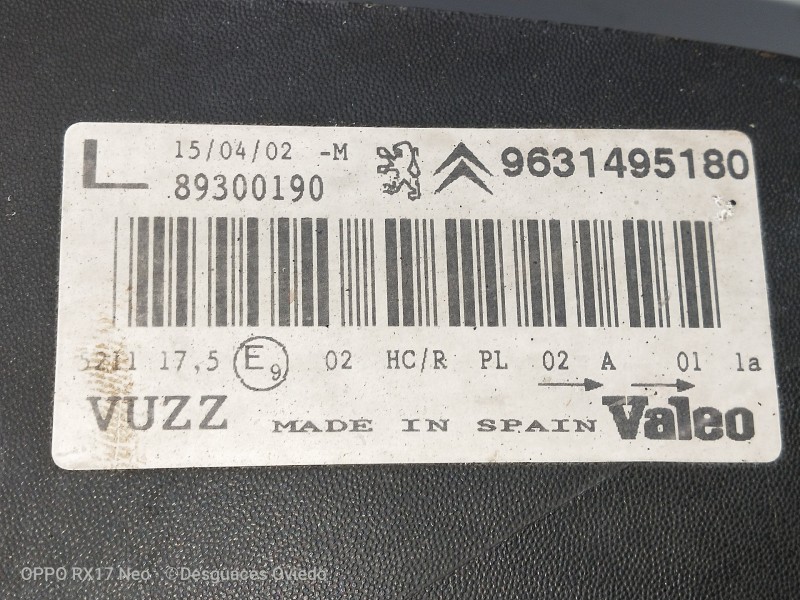 L 15/04/02 -M 9631495180
89300190
17,5 E9 02 HC/R PL 02 A 01 1a
VUZZ MADE IN SPAIN Valeo
OPPO RX17 Neo · ©Desguaces Oviedo